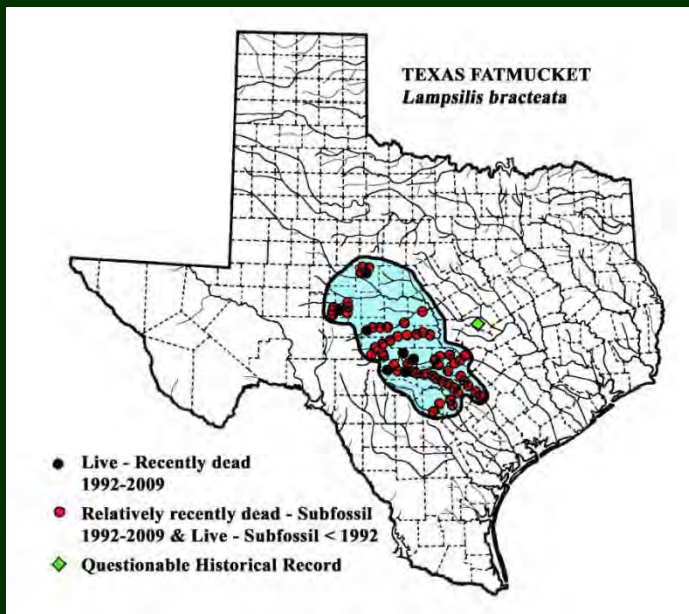 TEXAS FATMUCKET
Lampsilis bracteata
Live - Recently dead
1992-2009
Relatively recently dead - Subfossil
1992-2009 & Live - Subfossil < 1992
Questionable Historical Record